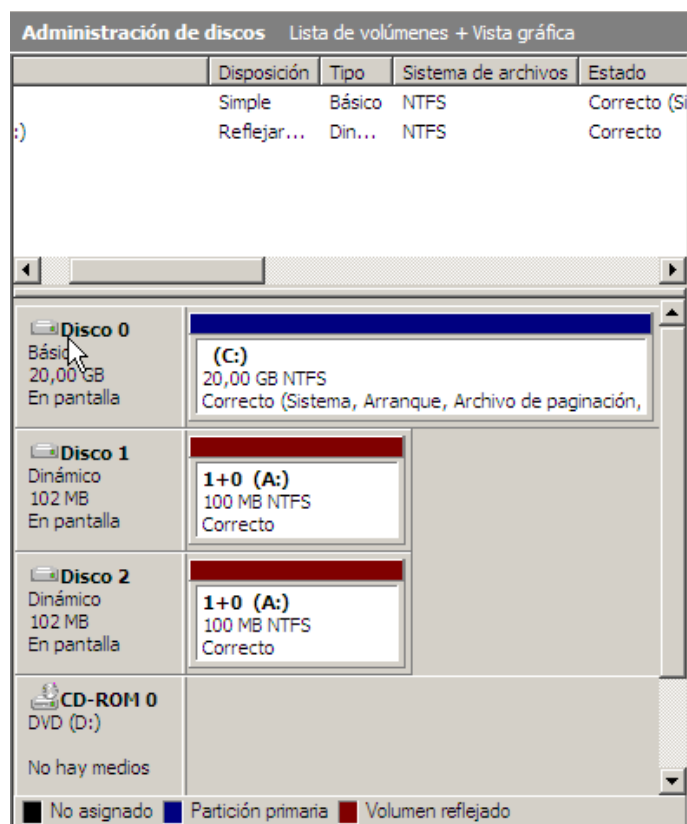 Administración de discos Lista de volúmenes + Vista gráfica
Disposición Tipo Sistema de archivos Estado
Simple Básico NTFS Correcto (Si
:) Reflejar... Din... NTFS Correcto
Disco 0
Básico
20,00 GB
En pantalla
(C:)
20,00 GB NTFS
Correcto (Sistema, Arranque, Archivo de paginación,
Disco 1
Dinámico
102 MB
En pantalla
1+0 (A:)
100 MB NTFS
Correcto
Disco 2
Dinámico
102 MB
En pantalla
1+0 (A:)
100 MB NTFS
Correcto
CD-ROM 0
DVD (D:)
No hay medios
No asignado Partición primaria Volumen reflejado